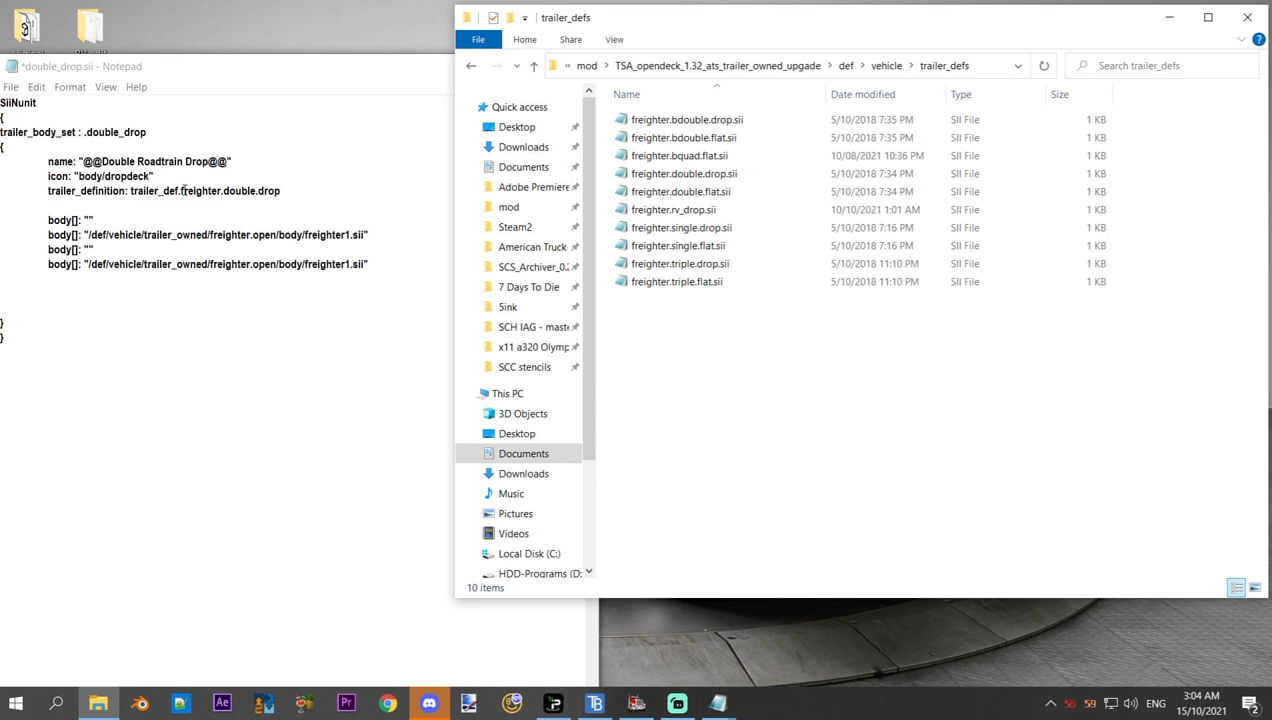 *double_drop.sii - Notepad
File Edit Format View Help
SiiNunit
{
trailer_body_set : .double_drop
{
name: "@@Double Roadtrain Drop@@"
icon: "body/dropdeck"
trailer_definition: trailer_def.freighter.double.drop
body[]: ""
body[]: "/def/vehicle/trailer_owned/freighter.open/body/freighter1.sii"
body[]: ""
body[]: "/def/vehicle/trailer_owned/freighter.open/body/freighter1.sii"
}
}
trailer_defs
File Home Share View
« mod > TSA_opendeck_1.32_ats_trailer_owned_upgade > def > vehicle > trailer_defs
Search trailer_defs
Quick access
Desktop
Downloads
Documents
Adobe Premiere
mod
Steam2
American Truck
SCS_Archiver_0.2
7 Days To Die
5ink
SCH IAG - maste
x11 a320 Olymp
SCC stencils
This PC
3D Objects
Desktop
Documents
Downloads
Music
Pictures
Videos
Local Disk (C:)
HDD-Programs (D:
Name Date modified Type Size
freighter.bdouble.drop.sii 5/10/2018 7:35 PM SII File 1 KB
freighter.bdouble.flat.sii 5/10/2018 7:35 PM SII File 1 KB
freighter.bquad.flat.sii 10/08/2021 10:36 PM SII File 1 KB
freighter.double.drop.sii 5/10/2018 7:34 PM SII File 1 KB
freighter.double.flat.sii 5/10/2018 7:34 PM SII File 1 KB
freighter.rv_drop.sii 10/10/2021 1:01 AM SII File 1 KB
freighter.single.drop.sii 5/10/2018 7:16 PM SII File 1 KB
freighter.single.flat.sii 5/10/2018 7:16 PM SII File 1 KB
freighter.triple.drop.sii 5/10/2018 11:10 PM SII File 1 KB
freighter.triple.flat.sii 5/10/2018 11:10 PM SII File 1 KB
10 items
Ae
Pr
TB
56 59 ENG
3:04 AM
15/10/2021
2